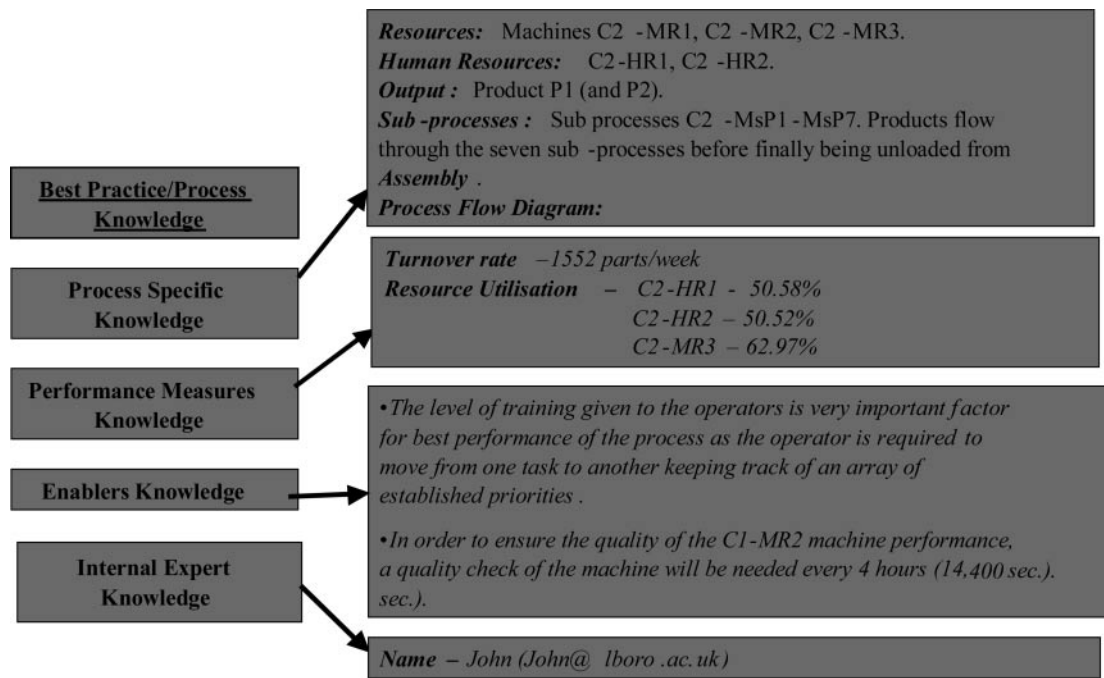 Best Practice/Process
Knowledge
Process Specific
Knowledge
Performance Measures
Knowledge
Enablers Knowledge
Internal Expert
Knowledge
Resources: Machines C2 -MR1, C2 -MR2, C2 -MR3.
Human Resources: C2-HR1, C2 -HR2.
Output : Product P1 (and P2).
Sub -processes : Sub processes C2 -MsP1 -MsP7. Products flow
through the seven sub -processes before finally being unloaded from
Assembly .
Process Flow Diagram:
Turnover rate –1552 parts/week
Resource Utilisation – C2-HR1 - 50.58%
C2-HR2 – 50.52%
C2-MR3 – 62.97%
•The level of training given to the operators is very important factor
for best performance of the process as the operator is required to
move from one task to another keeping track of an array of
established priorities .
•In order to ensure the quality of the C1-MR2 machine performance,
a quality check of the machine will be needed every 4 hours (14,400 sec.).
sec.).
Name – John (John@ lboro .ac.uk)